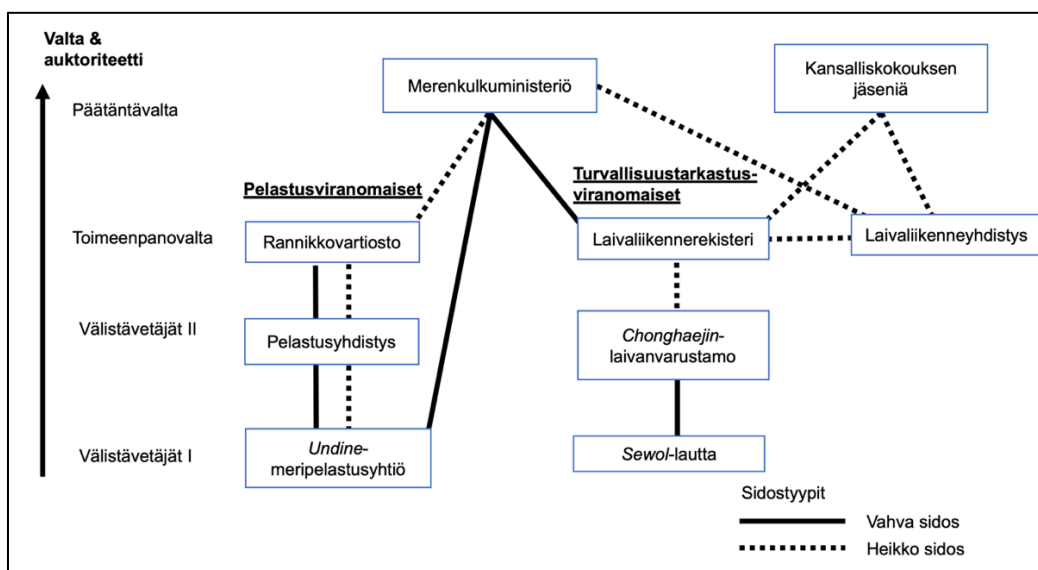 Valta &
auktoriteetti
Merenkulkuministeriö
Kansalliskokouksen
jäseniä
Päätäntävalta
Pelastusviranomaiset
Turvallisuustarkastus-
viranomaiset
Toimeenpanovalta
Rannikkovartiosto
Laivaliikennerekisteri
Laivaliikenneyhdistys
Välistävetäjät II
Pelastusyhdistys
Chonghaejin-
laivanvarustamo
Välistävetäjät I
Undine-
meripelastusyhtiö
Sewol-lautta
Sidostyypit
Vahva sidos
Heikko sidos